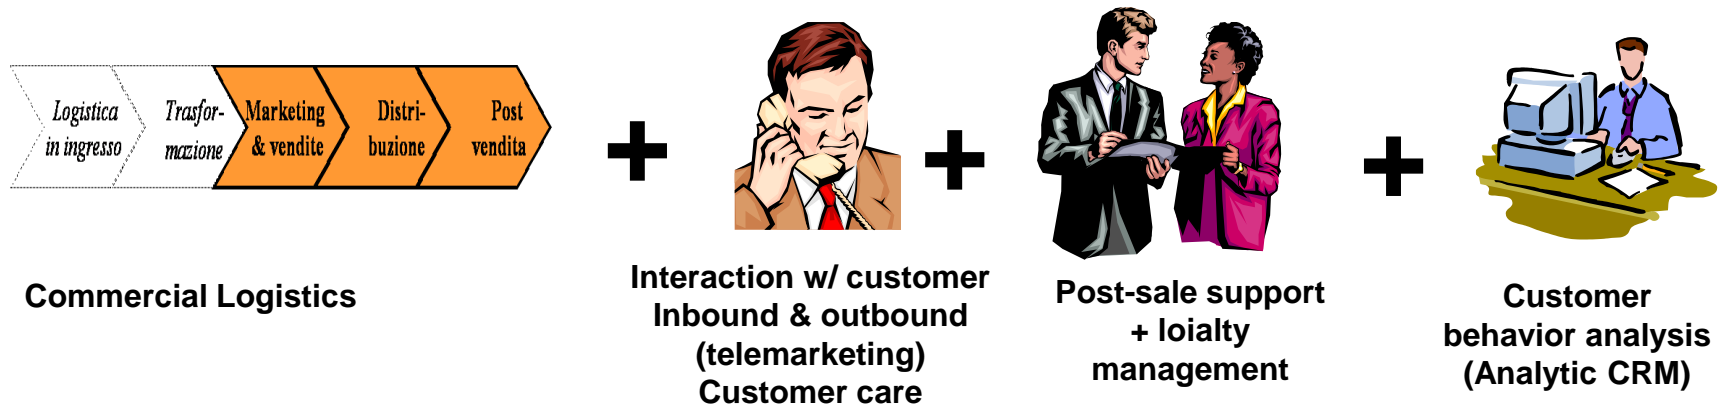 Logistica
in ingresso
Trasfor-
mazione
Marketing
& vendite
Distri-
buzione
Post
vendita
+
+
+
Commercial Logistics
Interaction w/ customer
Inbound & outbound
(telemarketing)
Customer care
Post-sale support
+ loialty
management
Customer
behavior analysis
(Analytic CRM)